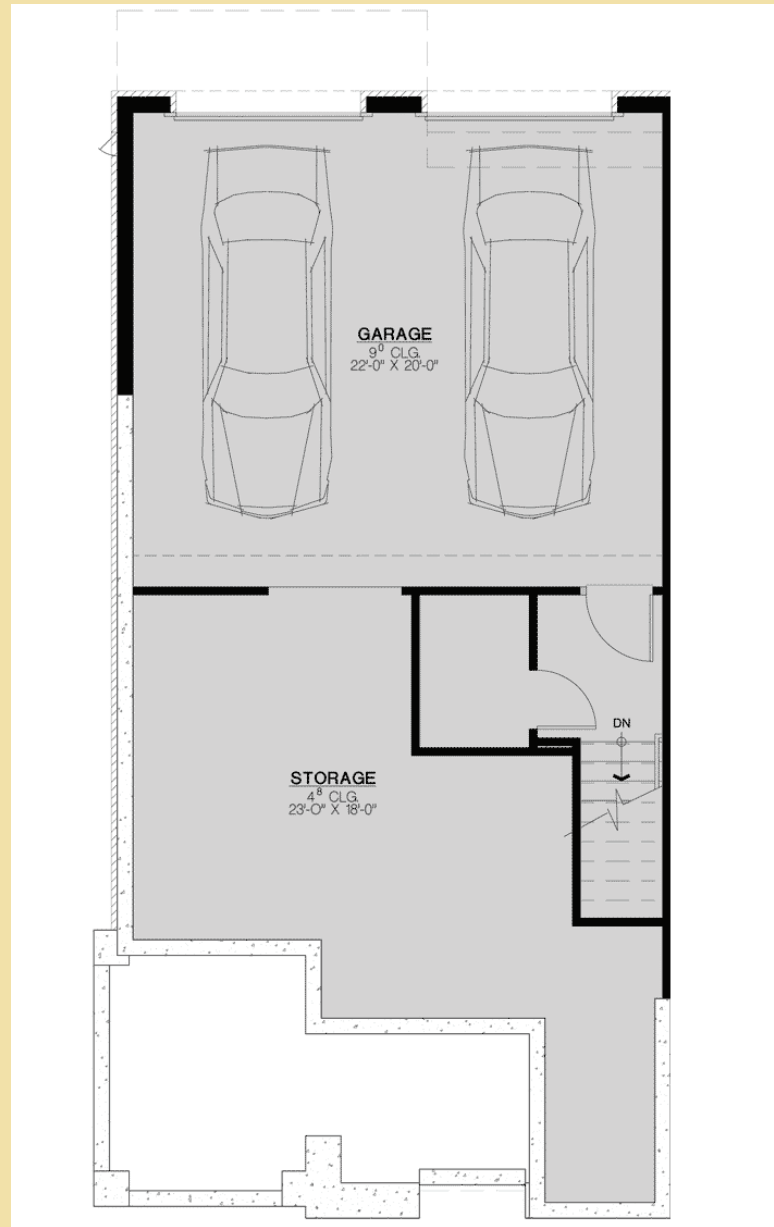 GARAGE
9⁰ CLG.
22'-0" X 20'-0"
DN
STORAGE
4⁸ CLG.
23'-0" X 18'-0"